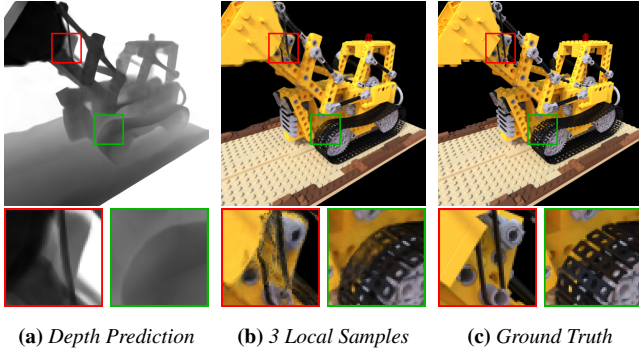 (a) Depth Prediction
(b) 3 Local Samples
(c) Ground Truth